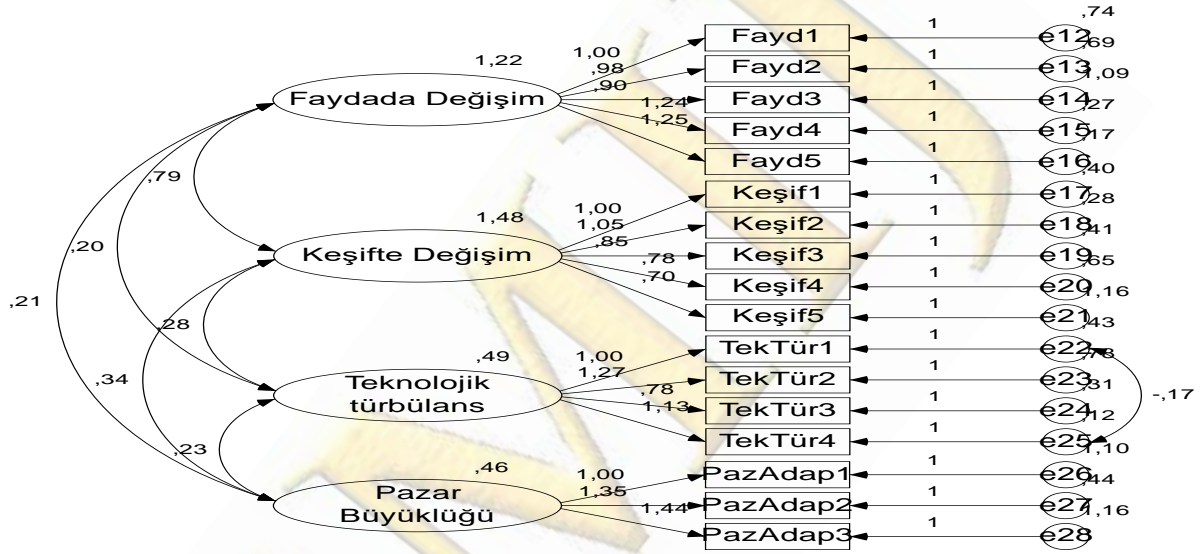 ,74
Fayd1
1
e12
1,22
1,00
,69
Fayd2
1
e13
,98
1,09
Faydada Değişim
,90
Fayd3
1
e14
1,24
,27
Fayd4
1
e15
1,25
,17
Fayd5
1
e16
,40
,79
Keşif1
1
e17
1,48
1,00
,28
Keşif2
1
e18
1,05
,41
,20
Keşifte Değişim
,85
Keşif3
1
e19
,78
,65
Keşif4
1
e20
,70
1,16
,21
Keşif5
1
e21
,28
,43
TekTür1
1
e22
,49
1,00
,34
Teknolojik
türbülans
1,27
TekTür2
1
e23
,78
,31
TekTür3
1
e24
-,17
1,13
,12
TekTür4
1
e25
,23
1,10
,46
1,00
PazAdap1
1
e26
1,35
,44
Pazar
Büyüklüğü
1,44
PazAdap2
1
e27
1,16
PazAdap3
1
e28